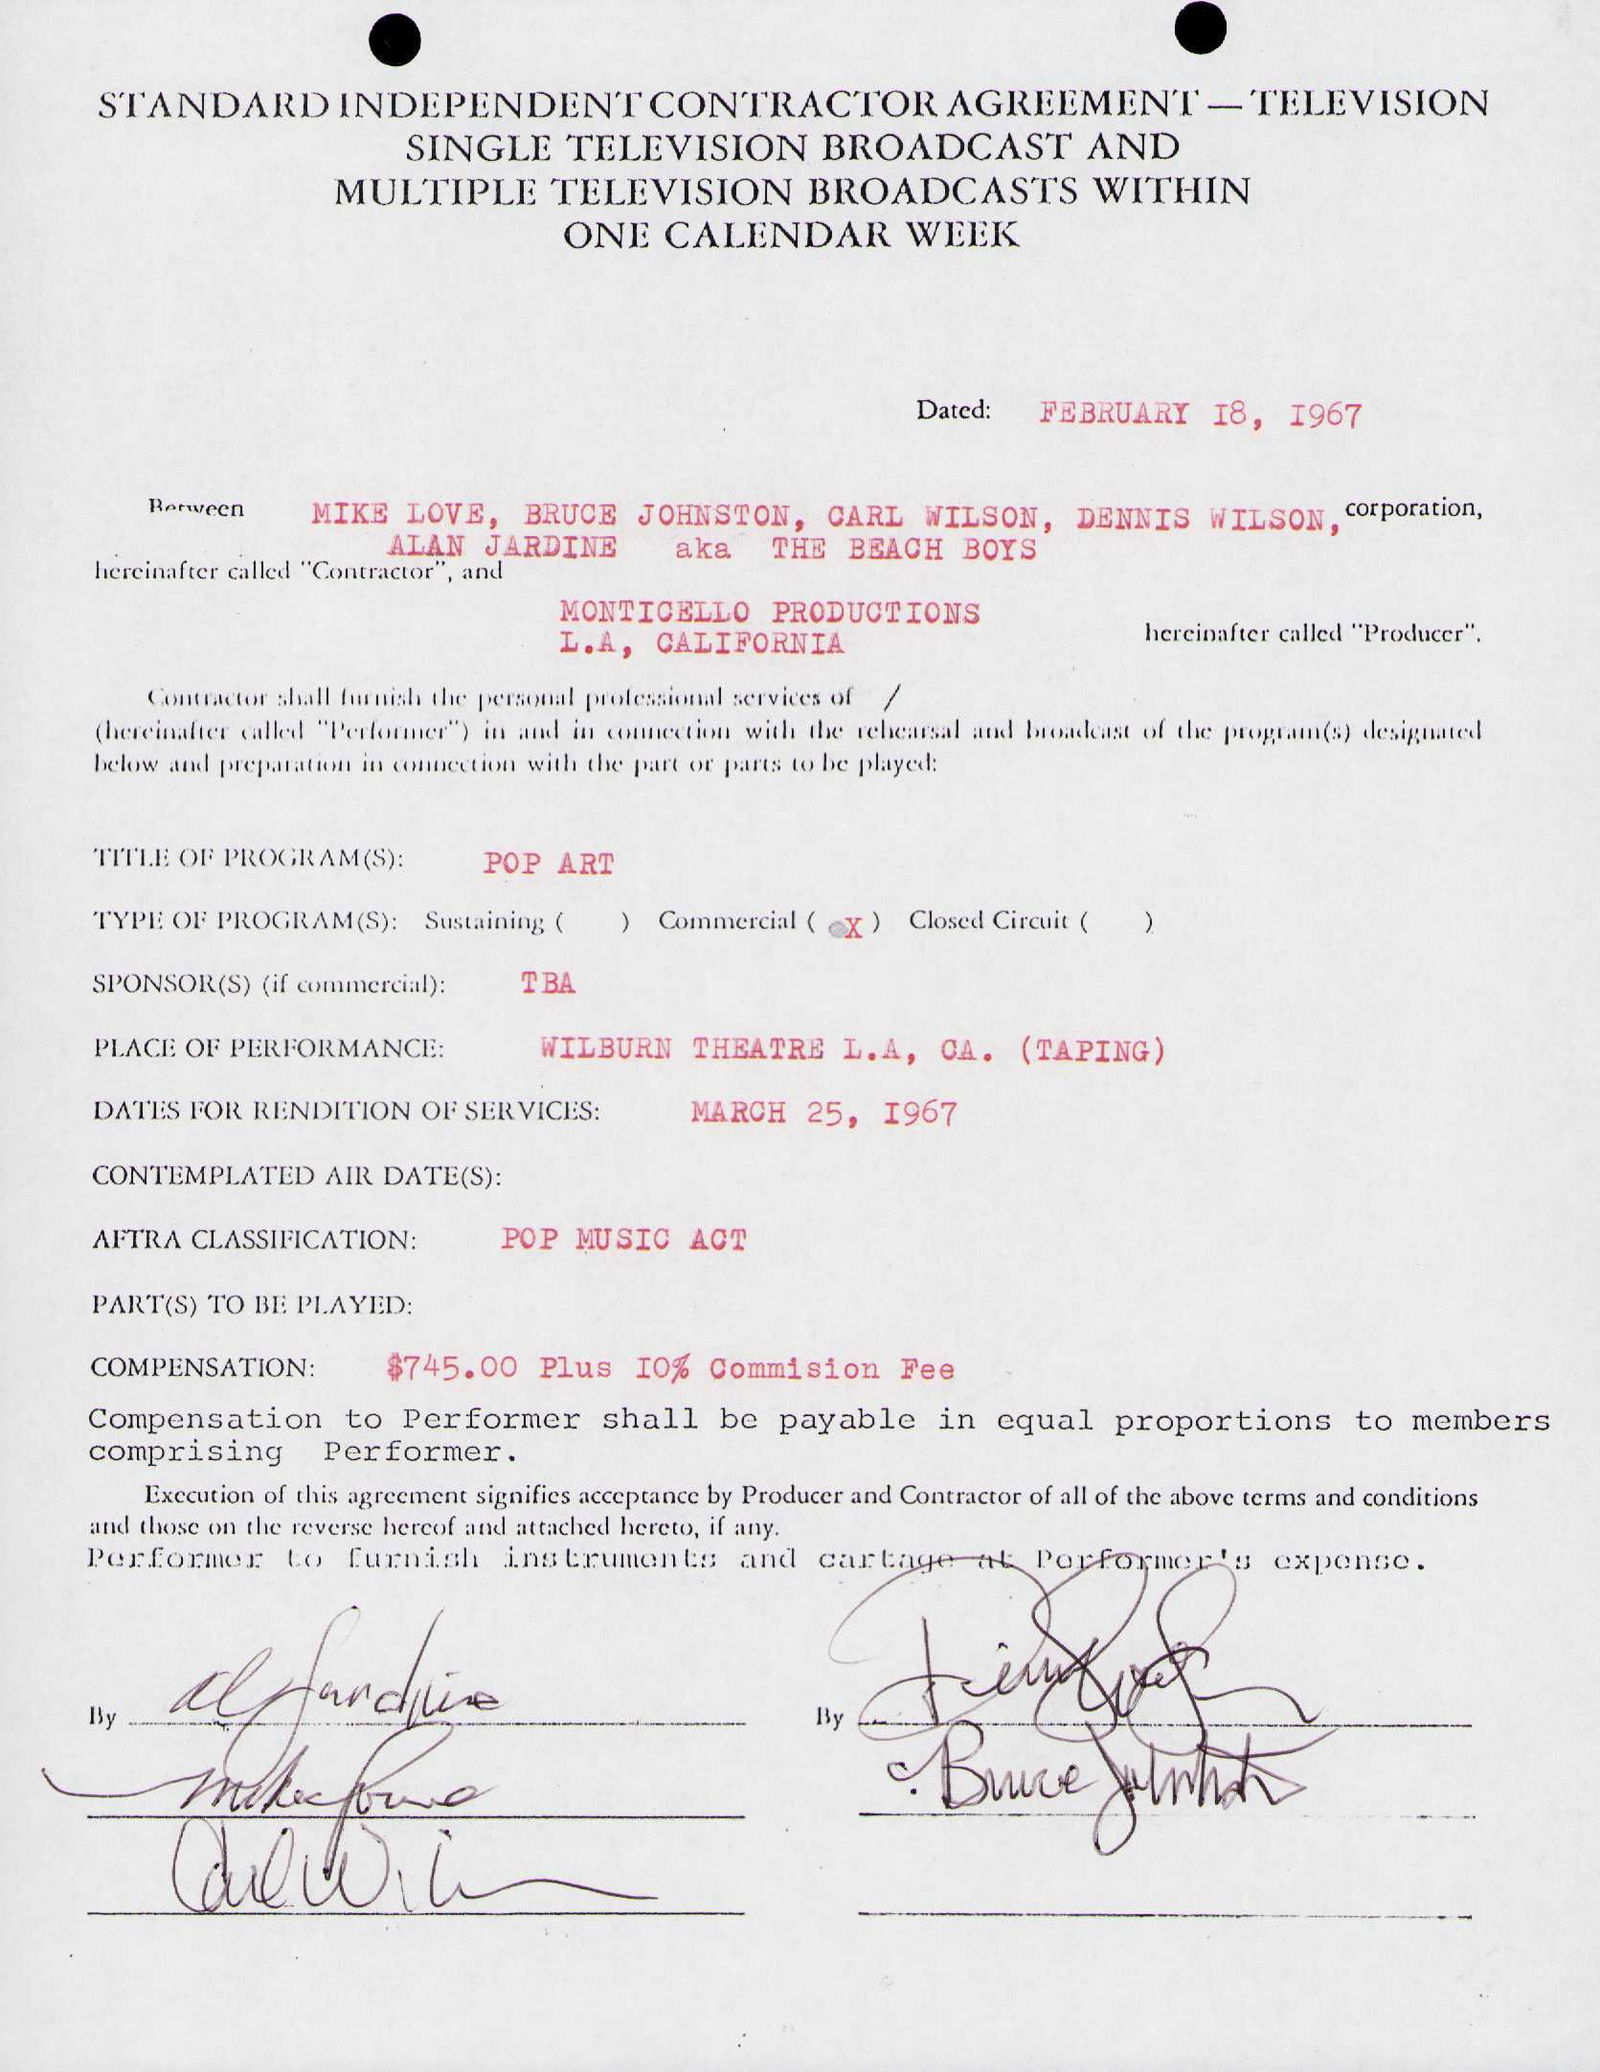 STANDARD INDEPENDENT CONTRACTOR AGREEMENT — TELEVISION
SINGLE TELEVISION BROADCAST AND
MULTIPLE TELEVISION BROADCASTS WITHIN
ONE CALENDAR WEEK
Dated: FEBRUARY 18, 1967
Between MIKE LOVE, BRUCE JOHNSTON, CARL WILSON, DENNIS WILSON, corporation,
ALAN JARDINE aka THE BEACH BOYS
hereinafter called "Contractor", and
MONTICELLO PRODUCTIONS
L.A, CALIFORNIA hereinafter called "Producer".
Contractor shall furnish the personal professional services of /
(hereinafter called "Performer") in and in connection with the rehearsal and broadcast of the program(s) designated
below and preparation in connection with the part or parts to be played:
TITLE OF PROGRAM(S): POP ART
TYPE OF PROGRAM(S): Sustaining ( ) Commercial ( X ) Closed Circuit ( )
SPONSOR(S) (if commercial): TBA
PLACE OF PERFORMANCE: WILBURN THEATRE L.A, CA. (TAPING)
DATES FOR RENDITION OF SERVICES: MARCH 25, 1967
CONTEMPLATED AIR DATE(S):
AFTRA CLASSIFICATION: POP MUSIC ACT
PART(S) TO BE PLAYED:
COMPENSATION: $745.00 Plus 10% Commision Fee
Compensation to Performer shall be payable in equal proportions to members
comprising Performer.
Execution of this agreement signifies acceptance by Producer and Contractor of all of the above terms and conditions
and those on the reverse hereof and attached hereto, if any.
Performer to furnish instruments and cartage at Performer's expense.
By Al Jardine By
Mike Love Bruce Johnston
Carl Wilson